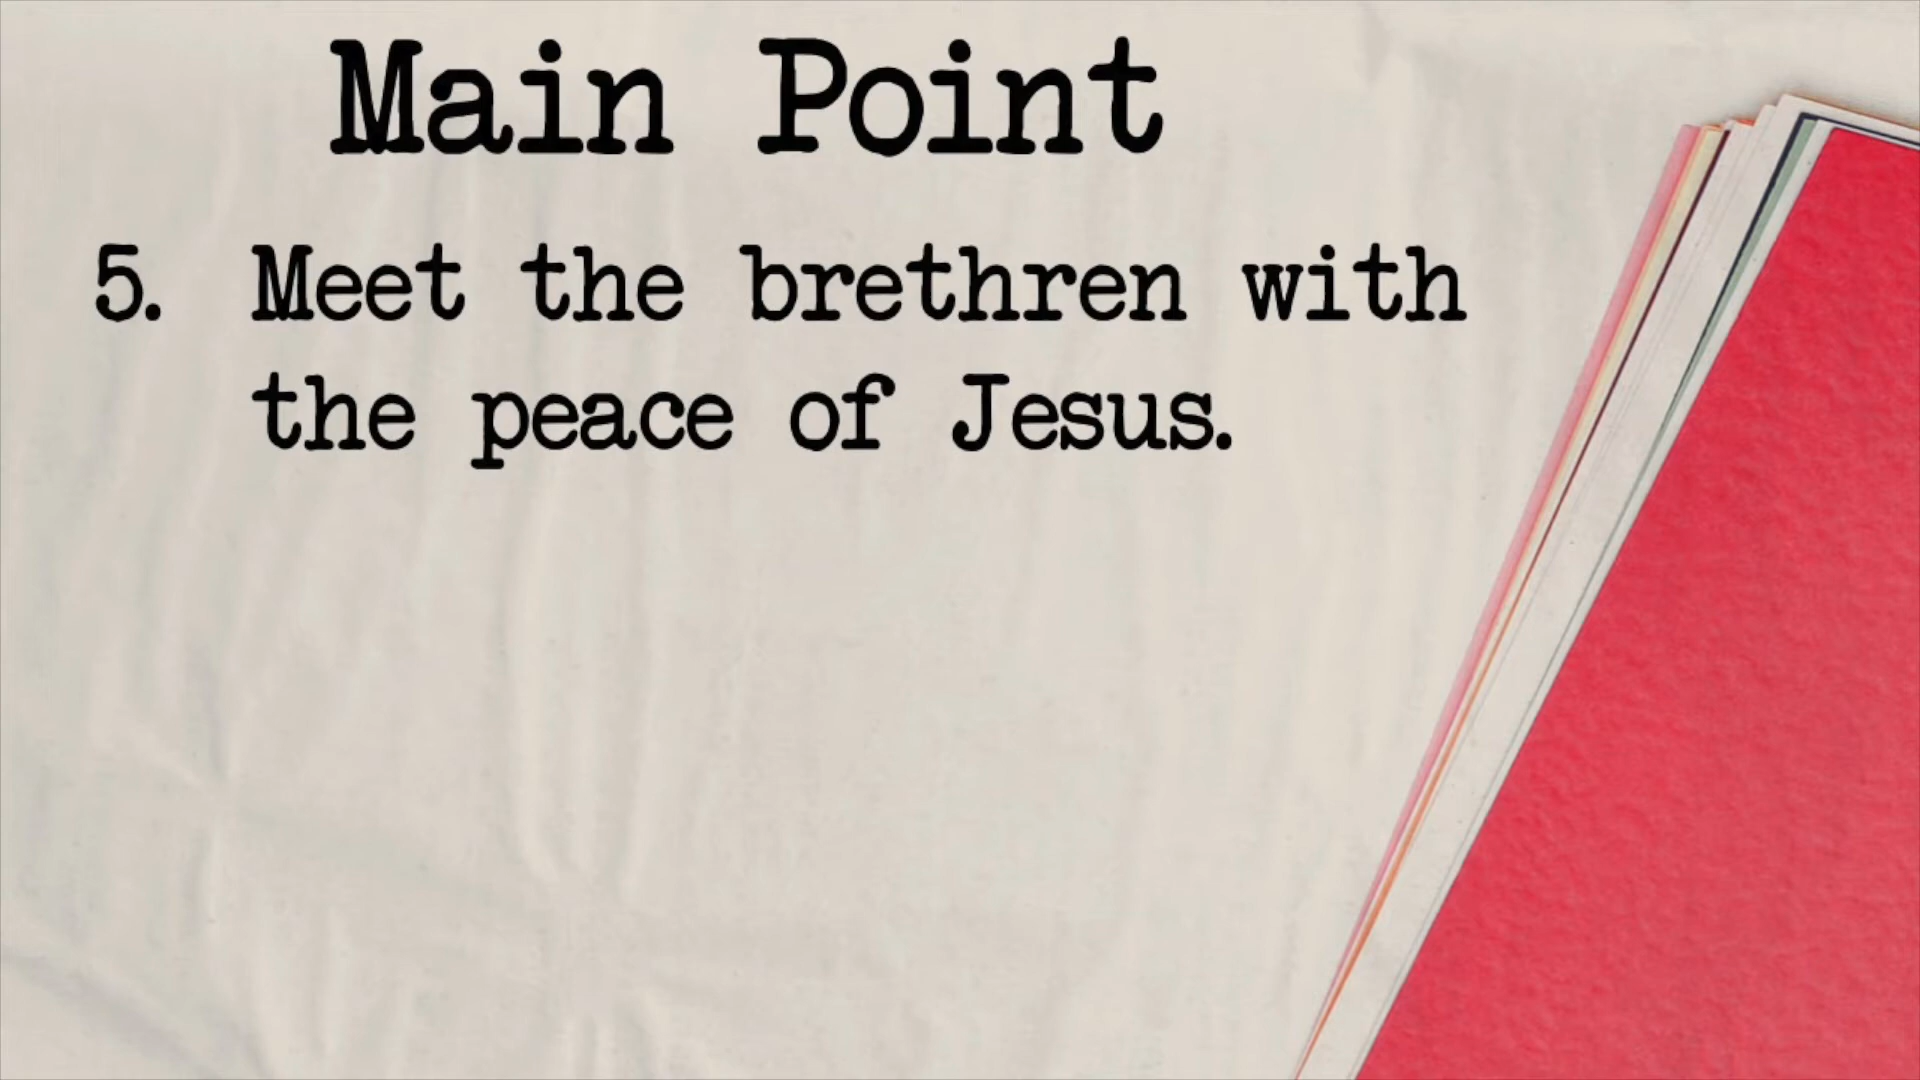 Main Point
5. Meet the brethren with
the peace of Jesus.